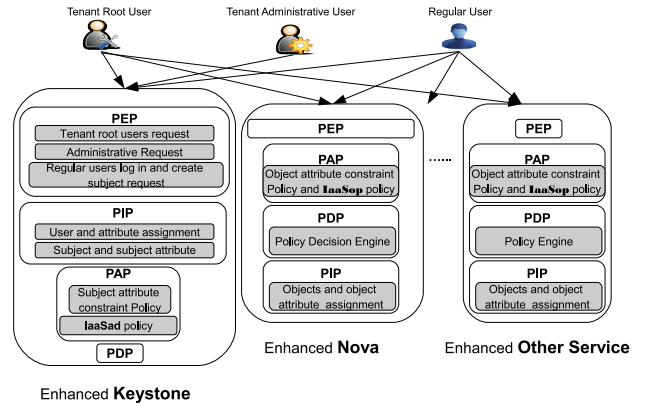 Tenant Root User
Tenant Administrative User
Regular User
PEP
Tenant root users request
Administrative Request
Regular users log in and create
subject request
PIP
User and attribute assignment
Subject and subject attribute
PAP
Subject attribute
constraint Policy
IaaSad policy
PDP
Enhanced Keystone
PEP
PAP
Object attribute constraint
Policy and IaaSop policy
PDP
Policy Decision Engine
PIP
Objects and object
attribute assignment
Enhanced Nova
......
PEP
PAP
Object attribute constraint
Policy and IaaSop policy
PDP
Policy Engine
PIP
Objects and object
attribute assignment
Enhanced Other Service